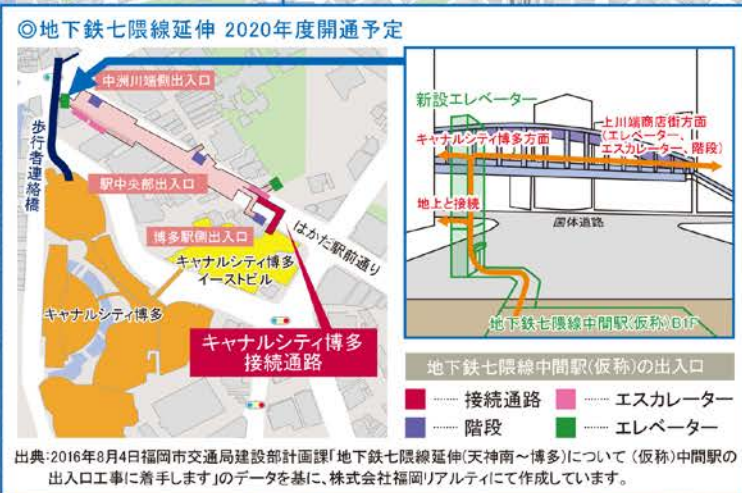 ◎地下鉄七隈線延伸 2020年度開通予定
中洲川端側出入口
歩行者連絡橋
駅中央部出入口
博多駅側出入口
はかた駅前通り
キャナルシティ博多
イーストビル
キャナルシティ博多
キャナルシティ博多
接続通路
新設エレベーター
キャナルシティ博多方面
上川端商店街方面
(エレベーター、
エスカレーター、階段)
地上と接続
国体道路
地下鉄七隈線中間駅(仮称)B1F
地下鉄七隈線中間駅(仮称)の出入口
……接続通路
……エスカレーター
……階段
……エレベーター
出典:2016年8月4日福岡市交通局建設部計画課「地下鉄七隈線延伸(天神南～博多)について (仮称)中間駅の
出入口工事に着手します」のデータを基に、株式会社福岡リアルティにて作成しています。